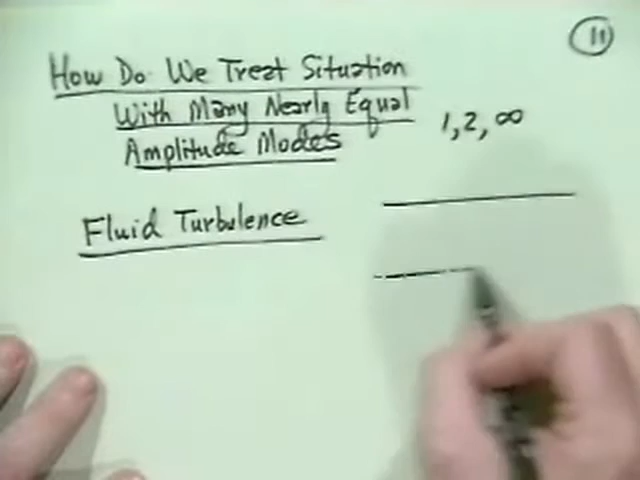 11
How Do We Treat Situation
With Many Nearly Equal
Amplitude Modes
1, 2, ∞
Fluid Turbulence